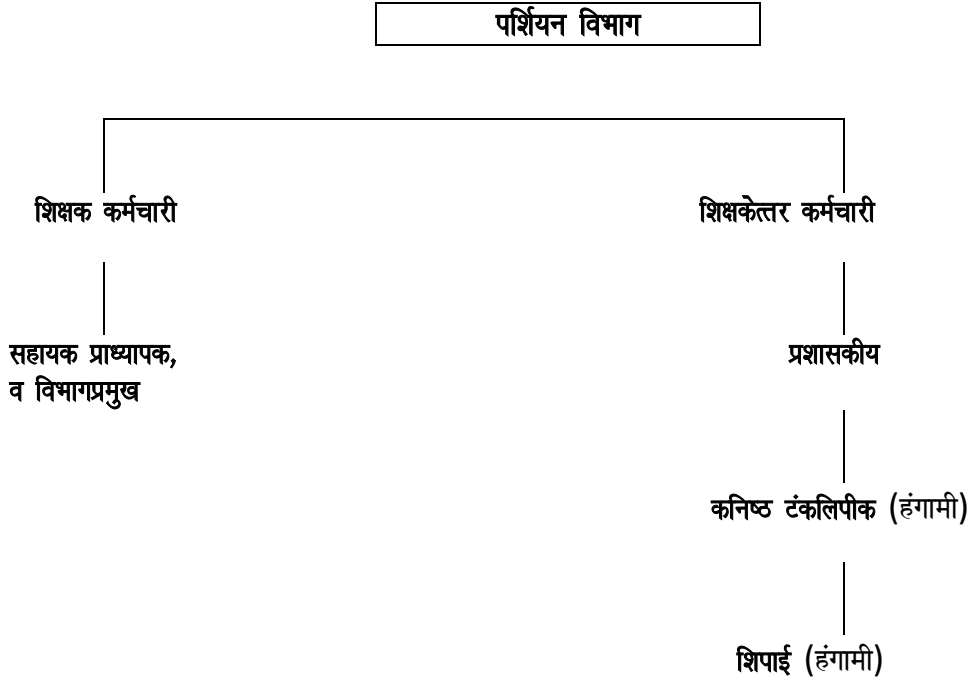 पर्शियन विभाग
शिक्षक कर्मचारी
शिक्षकेत्तर कर्मचारी
सहायक प्राध्यापक,
व विभागप्रमुख
प्रशासकीय
कनिष्ठ टंकलिपीक (हंगामी)
शिपाई (हंगामी)